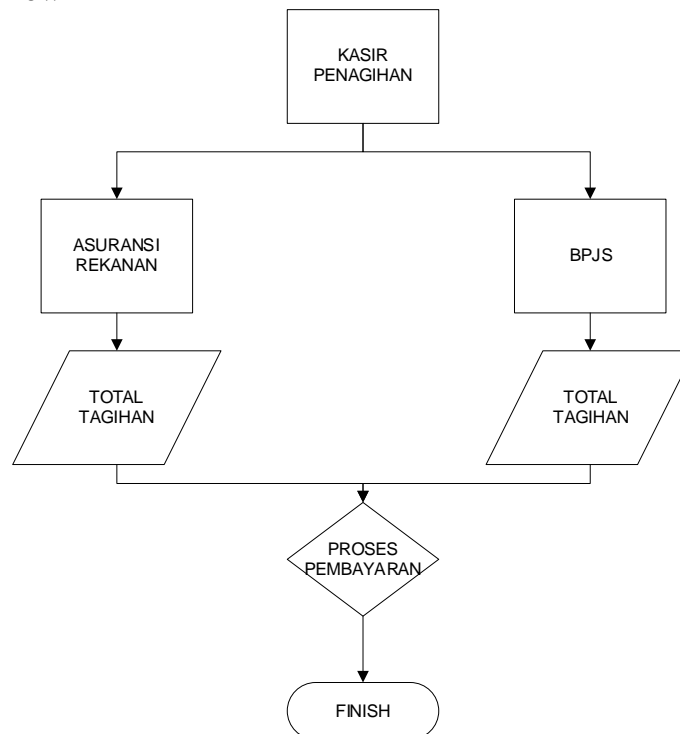 KASIR
PENAGIHAN
ASURANSI
REKANAN
BPJS
TOTAL
TAGIHAN
TOTAL
TAGIHAN
PROSES
PEMBAYARAN
FINISH